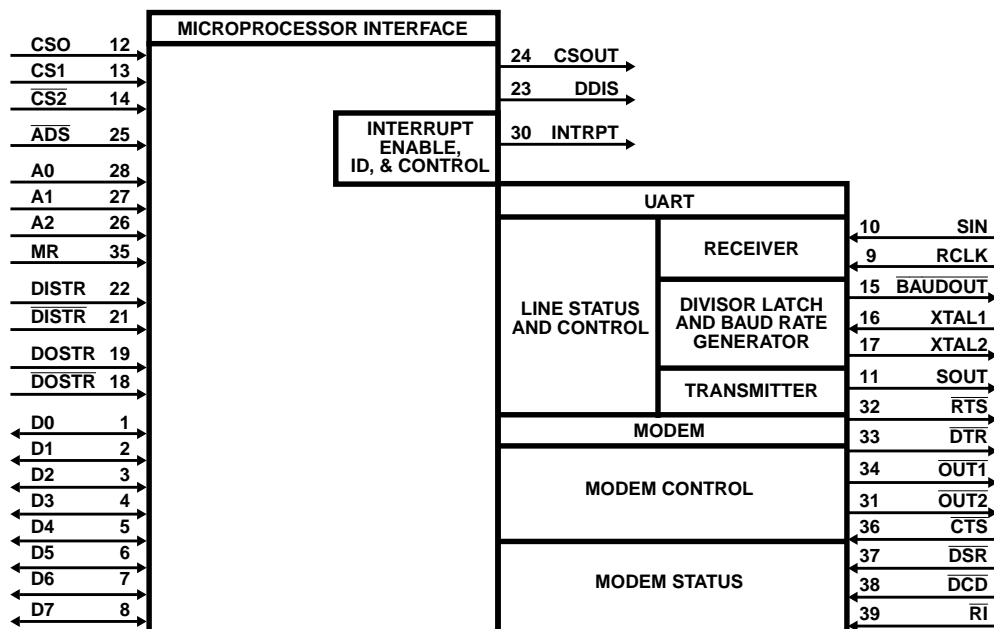 MICROPROCESSOR INTERFACE
CSO 12
CS1 13
CS2 14
ADS 25
A0 28
A1 27
A2 26
MR 35
DISTR 22
DISTR 21
DOSTR 19
DOSTR 18
D0 1
D1 2
D2 3
D3 4
D4 5
D5 6
D6 7
D7 8
24 CSOUT
23 DDIS
30 INTRPT
INTERRUPT
ENABLE,
ID, & CONTROL
UART
LINE STATUS
AND CONTROL
RECEIVER
DIVISOR LATCH
AND BAUD RATE
GENERATOR
TRANSMITTER
MODEM
MODEM CONTROL
MODEM STATUS
10 SIN
9 RCLK
15 BAUDOUT
16 XTAL1
17 XTAL2
11 SOUT
32 RTS
33 DTR
34 OUT1
31 OUT2
36 CTS
37 DSR
38 DCD
39 RI